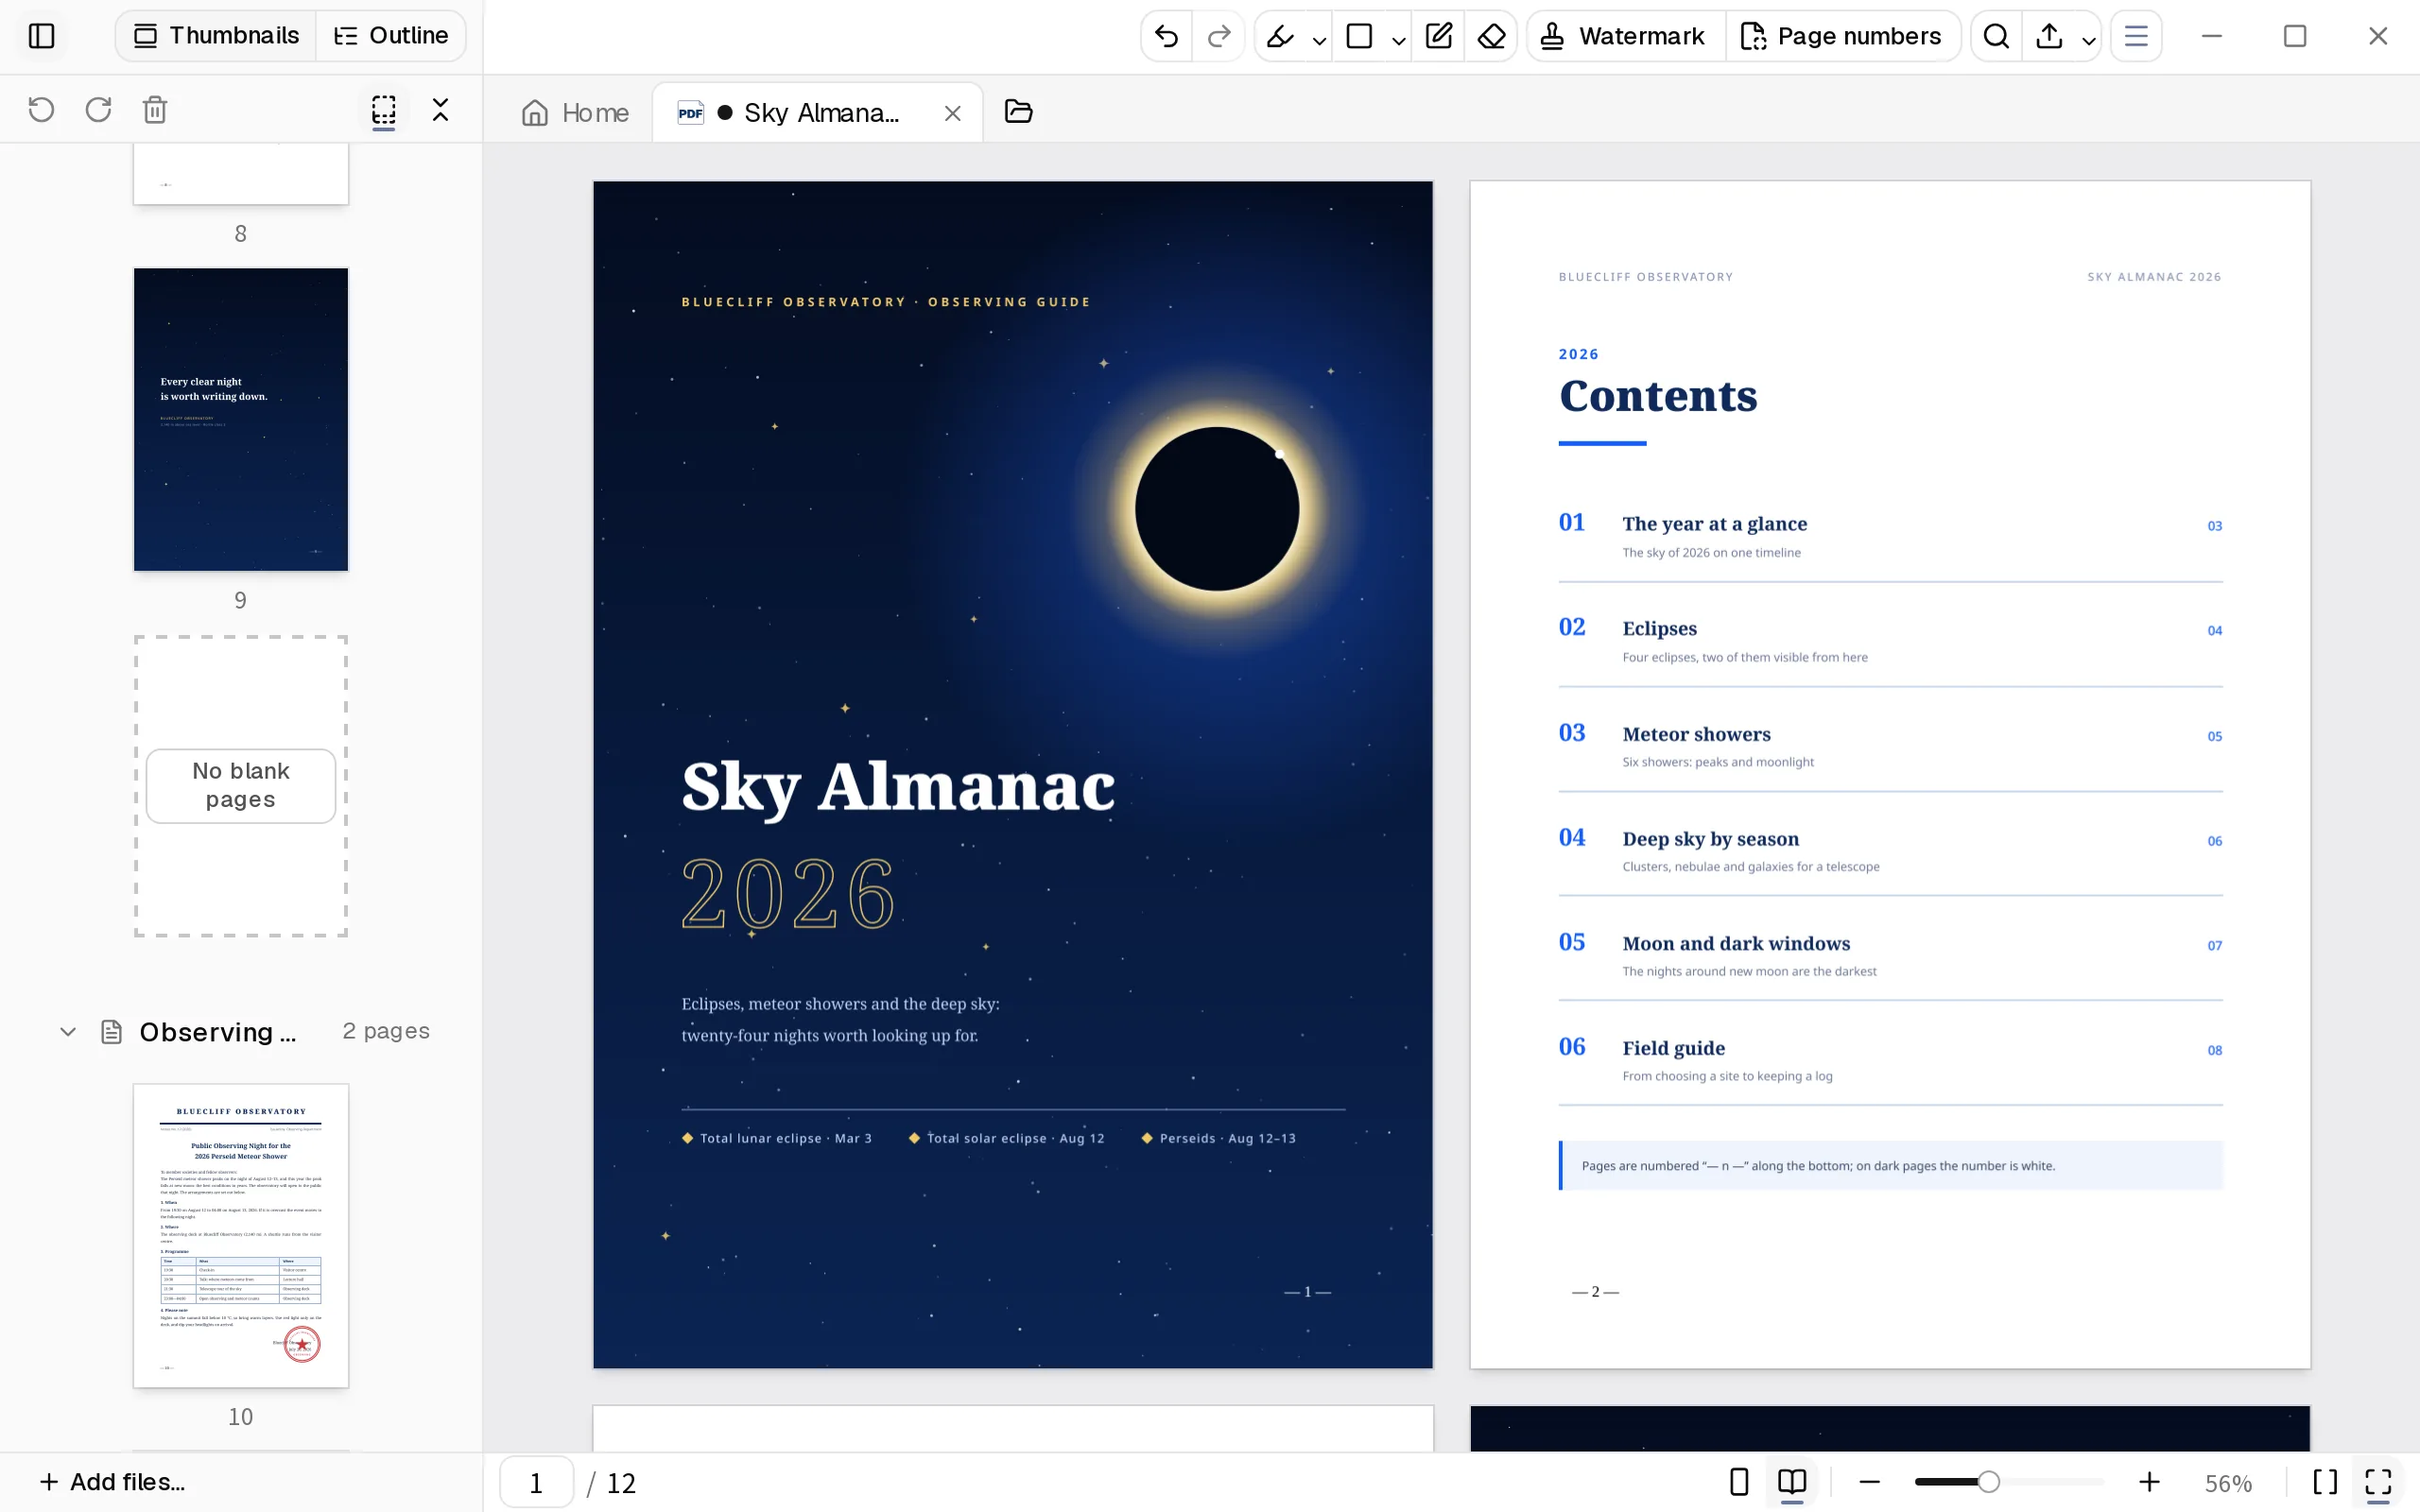 Thumbnails
Outline
Watermark
Page numbers
Home
PDF
Sky Almana...
8
Every clear night
is worth writing down.
BLUECLIFF OBSERVATORY
9
No blank
pages
Observing ...
2 pages
BLUECLIFF OBSERVATORY
Public Observing Night for the
2026 Perseid Meteor Shower
10
Add files...
BLUECLIFF OBSERVATORY · OBSERVING GUIDE
Sky Almanac
2026
Eclipses, meteor showers and the deep sky:
twenty-four nights worth looking up for.
Total lunar eclipse · Mar 3
Total solar eclipse · Aug 12
Perseids · Aug 12–13
— 1 —
BLUECLIFF OBSERVATORY
SKY ALMANAC 2026
2026
Contents
01 The year at a glance 03
The sky of 2026 on one timeline
02 Eclipses 04
Four eclipses, two of them visible from here
03 Meteor showers 05
Six showers: peaks and moonlight
04 Deep sky by season 06
Clusters, nebulae and galaxies for a telescope
05 Moon and dark windows 07
The nights around new moon are the darkest
06 Field guide 08
From choosing a site to keeping a log
Pages are numbered “— n —” along the bottom; on dark pages the number is white.
— 2 —
1 / 12
56%